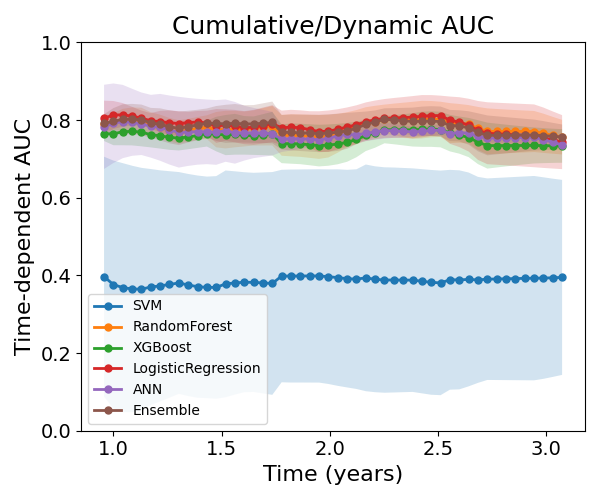 Cumulative/Dynamic AUC
Time-dependent AUC
1.0
0.8
0.6
0.4
0.2
0.0
SVM
RandomForest
XGBoost
LogisticRegression
ANN
Ensemble
1.0 1.5 2.0 2.5 3.0
Time (years)